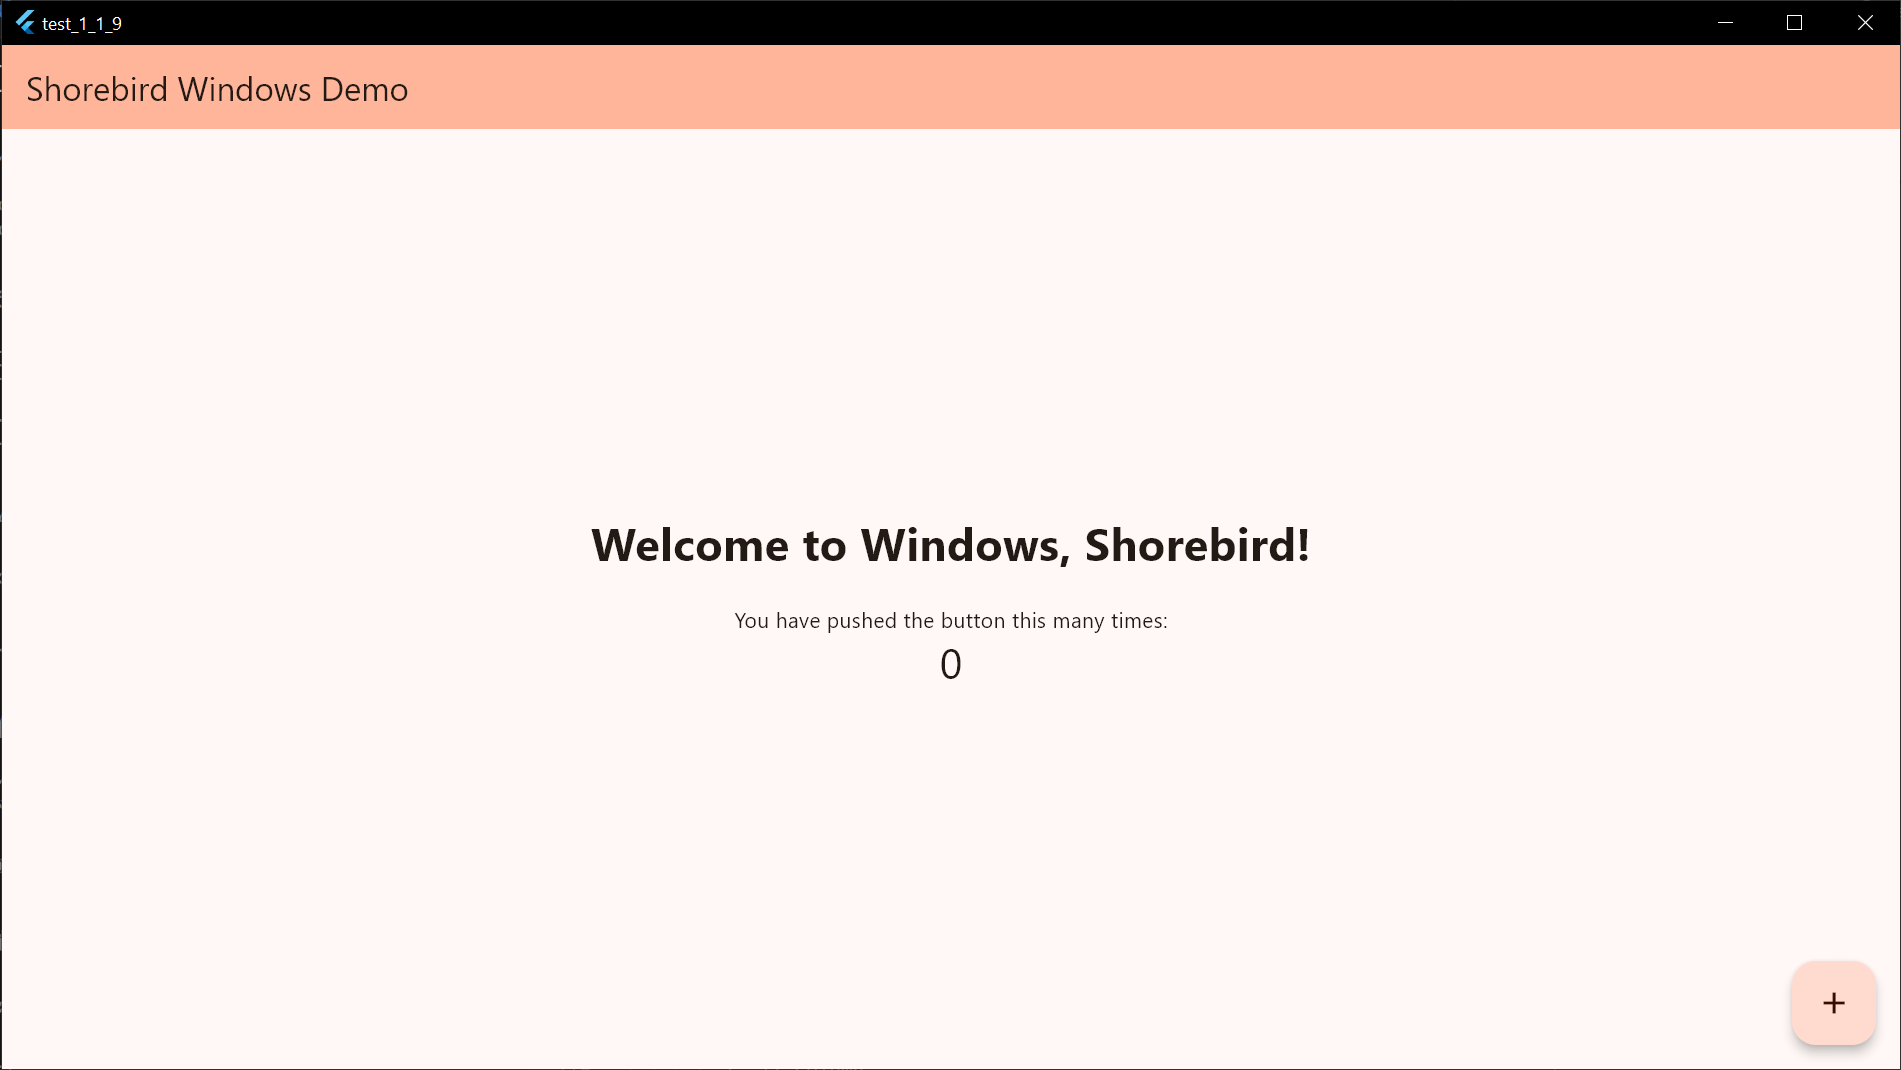 test_1_1_9
Shorebird Windows Demo
Welcome to Windows, Shorebird!
You have pushed the button this many times:
0
+